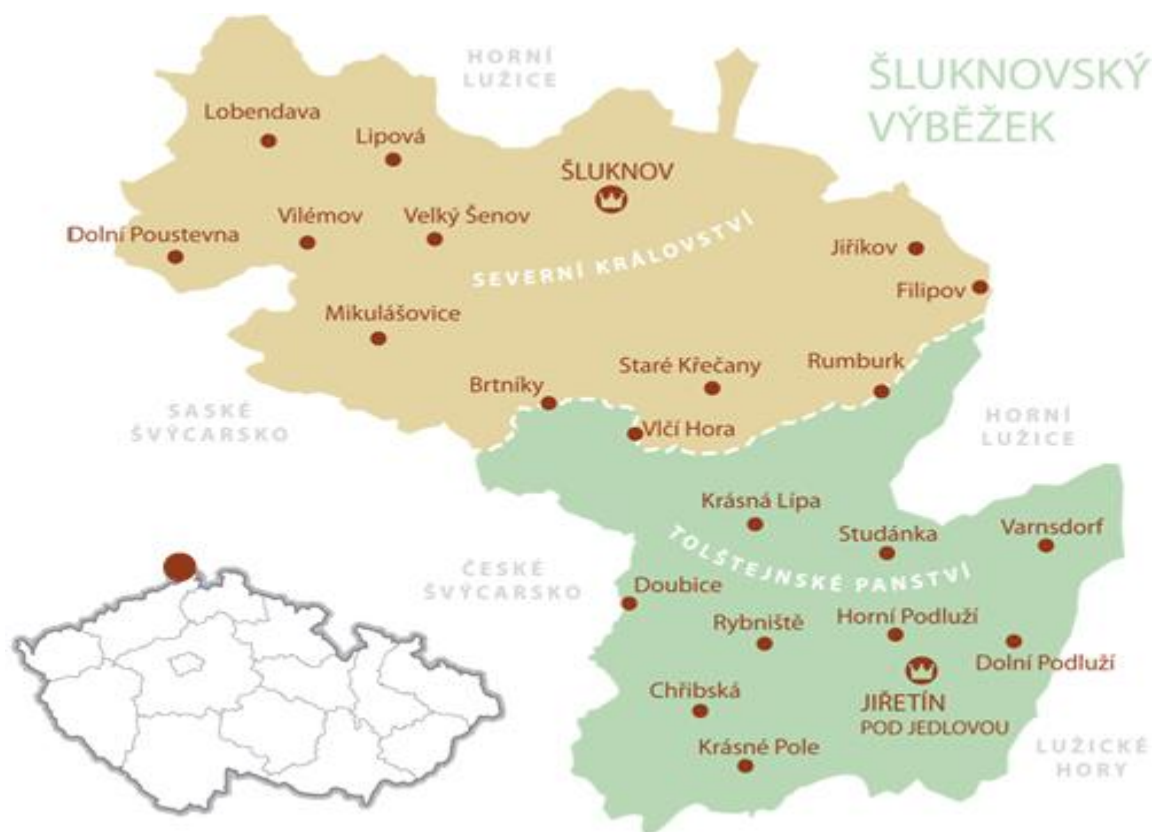 HORNÍ
LUŽICE
ŠLUKNOVSKÝ
VÝBĚŽEK
Lobendava
Lipová
ŠLUKNOV
Dolní Poustevna
Vilémov
Velký Šenov
SEVERNÍ KRÁLOVSTVÍ
Jiříkov
Filipov
Mikulášovice
Staré Křečany
Rumburk
Brtníky
SASKÉ
ŠVÝCARSKO
Vlčí Hora
HORNÍ
LUŽICE
Krásná Lípa
Studánka
Varnsdorf
TOLŠTEJNSKÉ PANSTVÍ
ČESKÉ
ŠVÝCARSKO
Doubice
Rybniště
Horní Podluží
Dolní Podluží
Chřibská
JIŘETÍN
POD JEDLOVOU
Krásné Pole
LUŽICKÉ
HORY